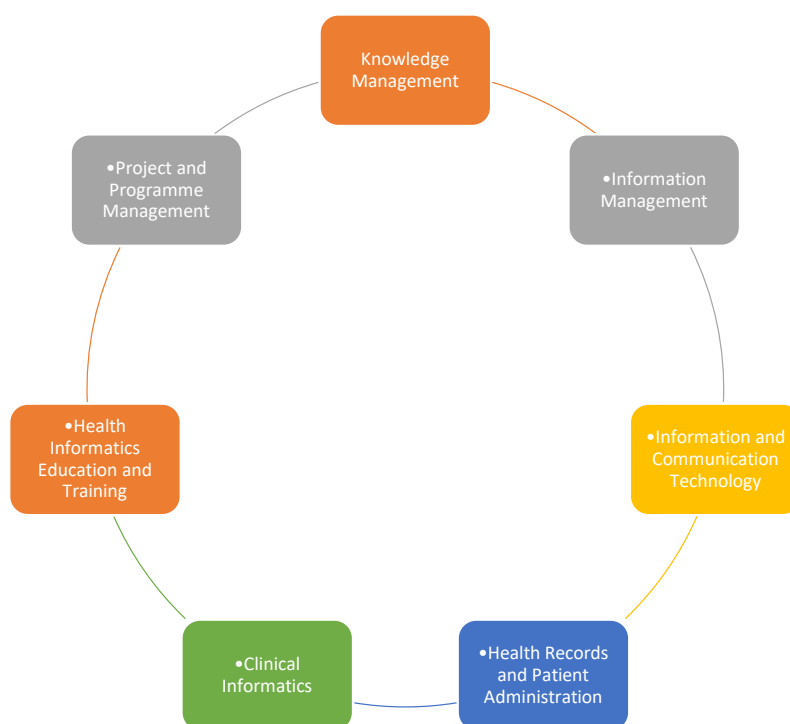 Knowledge
Management
•Information
Management
•Information and
Communication
Technology
•Health Records
and Patient
Administration
•Clinical
Informatics
•Health
Informatics
Education and
Training
•Project and
Programme
Management